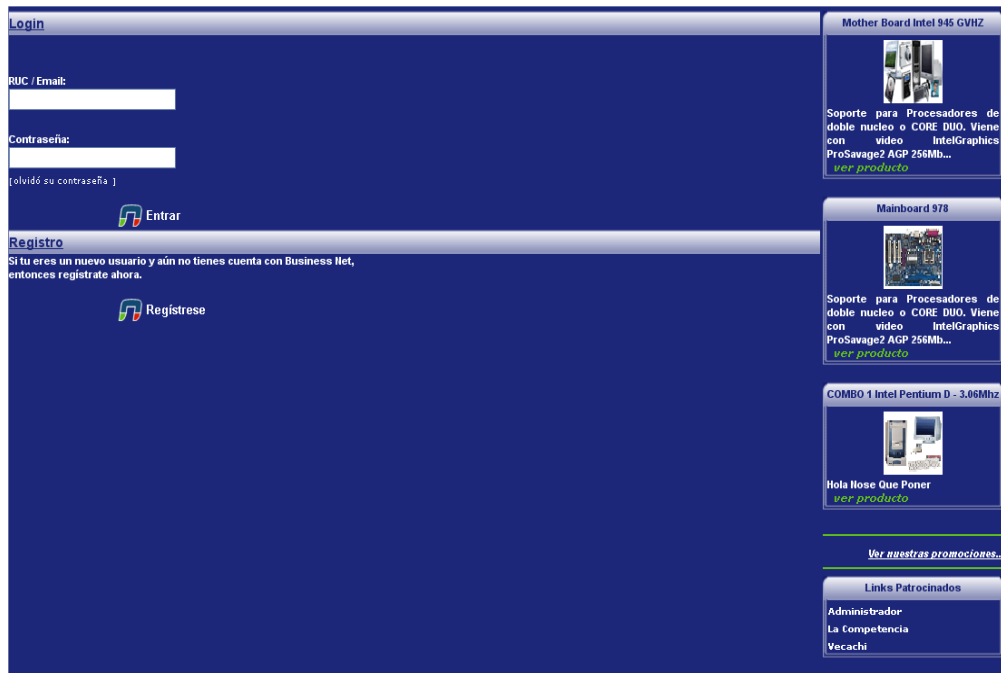 Login
RUC / Email:
Contraseña:
[olvidó su contraseña ]
Entrar
Registro
Si tu eres un nuevo usuario y aún no tienes cuenta con Business Net,
entonces regístrate ahora.
Regístrese
Mother Board Intel 945 GVHZ
Soporte para Procesadores de
doble nucleo o CORE DUO. Viene
con video IntelGraphics
ProSavage2 AGP 256Mb...
ver producto
Mainboard 978
Soporte para Procesadores de
doble nucleo o CORE DUO. Viene
con video IntelGraphics
ProSavage2 AGP 256Mb...
ver producto
COMBO 1 Intel Pentium D - 3.06Mhz
Hola Nose Que Poner
ver producto
Ver nuestras promociones..
Links Patrocinados
Administrador
La Competencia
Vecachi